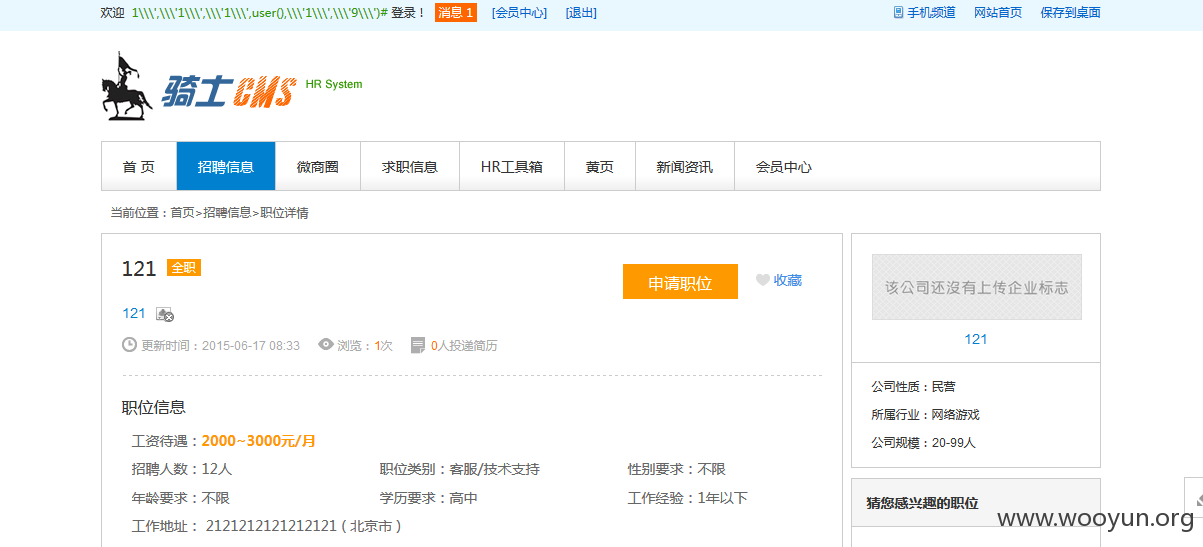 欢迎 1\\\',\\\'1\\\',\\\'1\\\',user(),\\\'1\\\',\\\'9\\\')# 登录！ 消息 1 [会员中心] [退出] 手机频道 网站首页 保存到桌面
骑士CMS HR System
首 页 招聘信息 微商圈 求职信息 HR工具箱 黄页 新闻资讯 会员中心
当前位置：首页>招聘信息>职位详情
121 全职
申请职位 收藏
121
更新时间：2015-06-17 08:33 浏览：1次 0人投递简历
职位信息
工资待遇：2000~3000元/月
招聘人数：12人 职位类别：客服/技术支持 性别要求：不限
年龄要求：不限 学历要求：高中 工作经验：1年以下
工作地址： 2121212121212121 ( 北京市 )
该公司还沒有上传企业标志
121
公司性质：民营
所属行业：网络游戏
公司规模：20-99人
猜您感兴趣的职位
www.wooyun.org